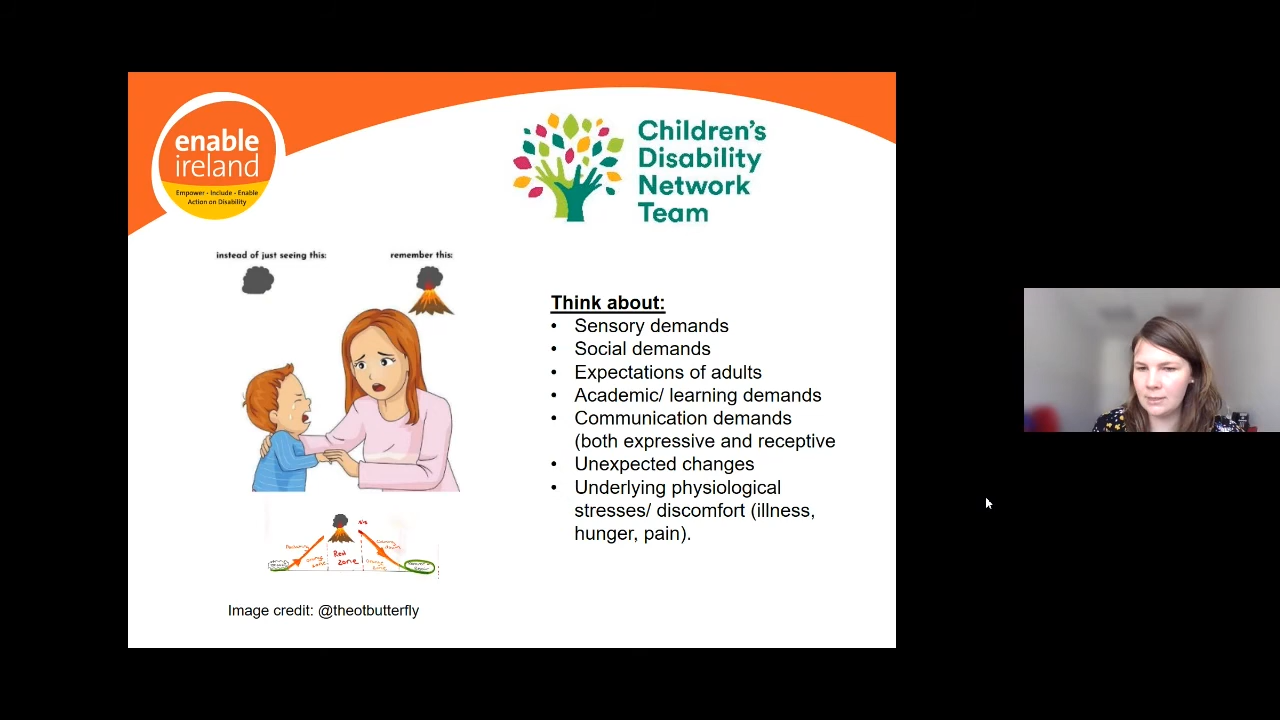 enable
ireland
Empower - Include - Enable
Action on Disability
Children's
Disability
Network
Team
instead of just seeing this:
remember this:
Think about:
• Sensory demands
• Social demands
• Expectations of adults
• Academic/ learning demands
• Communication demands
(both expressive and receptive
• Unexpected changes
• Underlying physiological
stresses/ discomfort (illness,
hunger, pain).
Red
zone
Image credit: @theotbutterfly